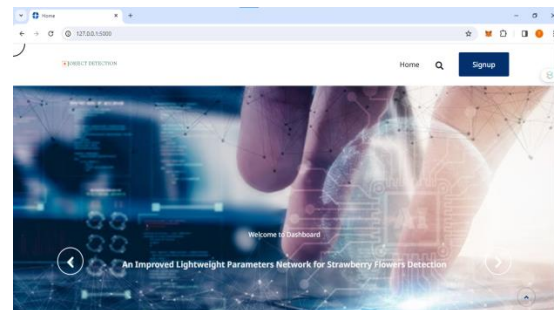 Home
127.0.0.1:5000
OBJECT DETECTION
Home
Signup
Welcome to Dashboard
An Improved Lightweight Parameters Network for Strawberry Flowers Detection